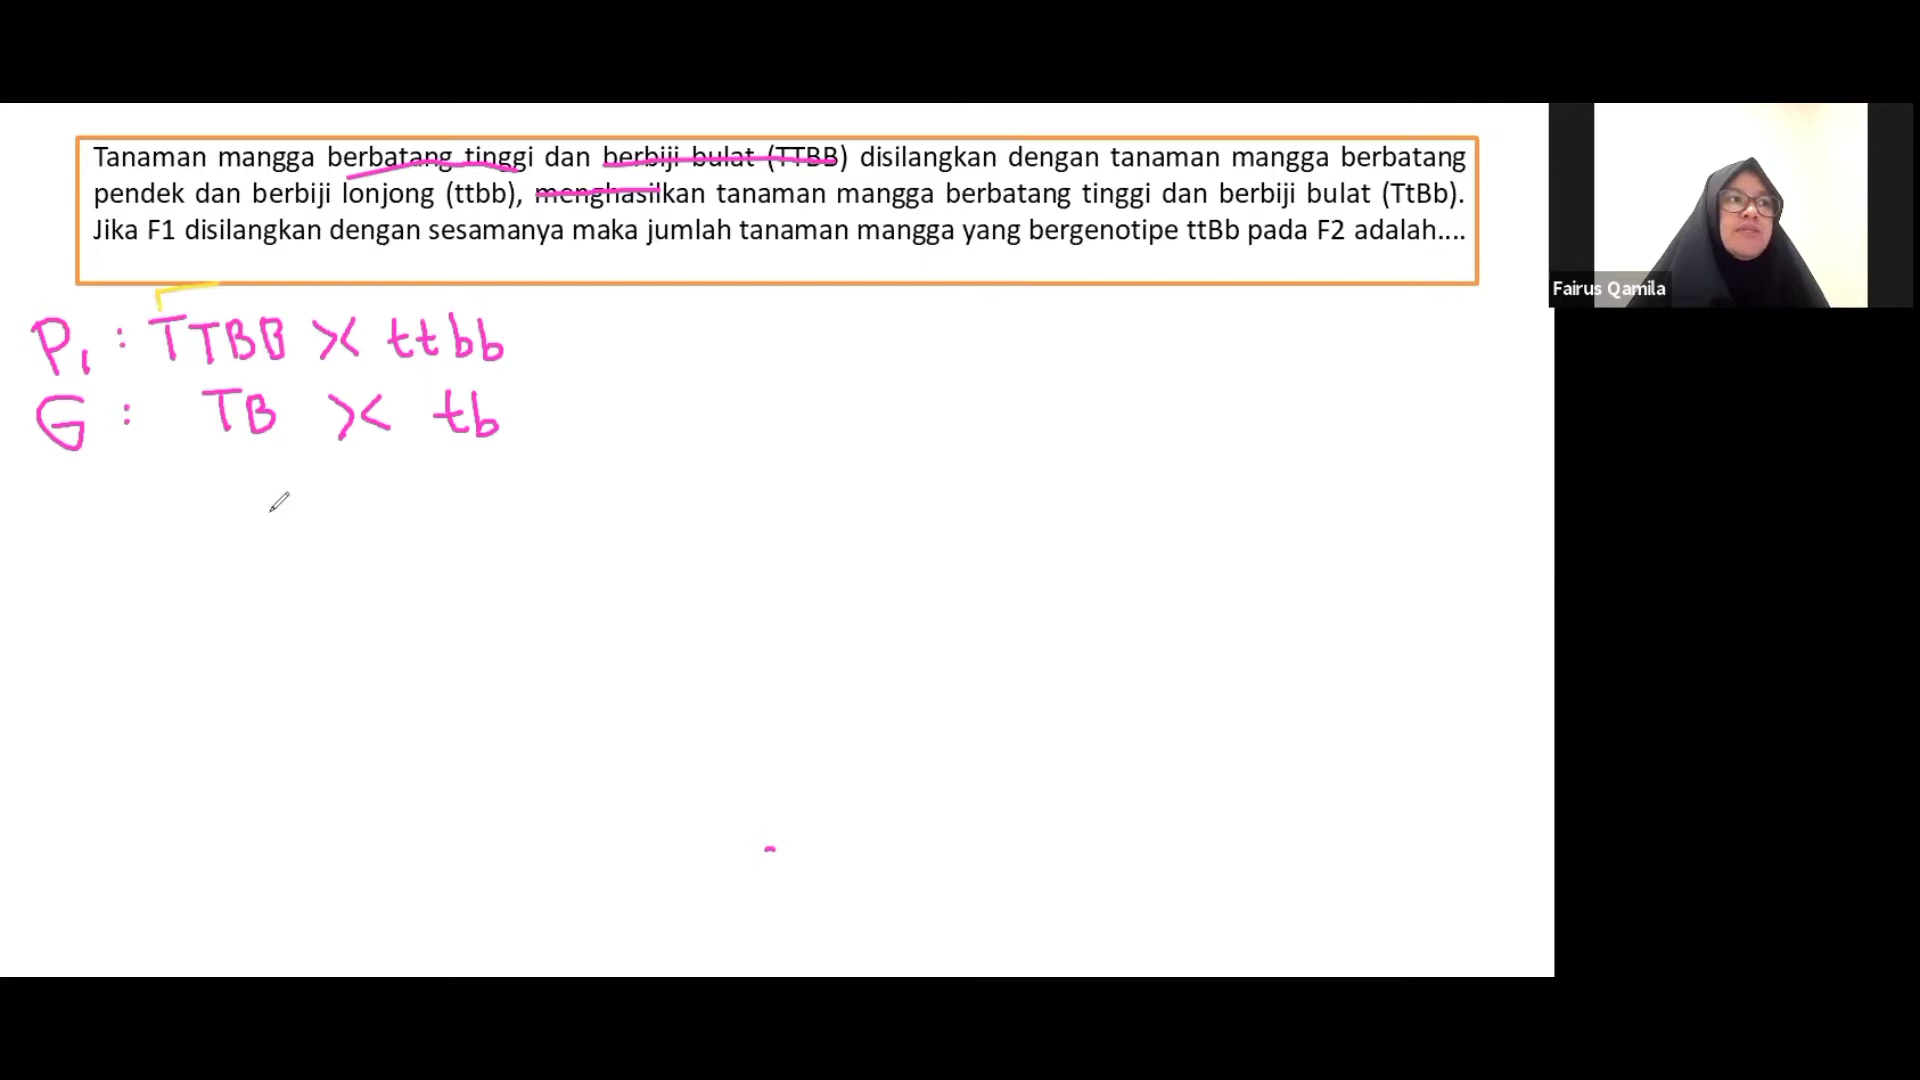 Tanaman mangga berbatang tinggi dan berbiji bulat (TTBB) disilangkan dengan tanaman mangga berbatang
pendek dan berbiji lonjong (ttbb), menghasilkan tanaman mangga berbatang tinggi dan berbiji bulat (TtBb).
Jika F1 disilangkan dengan sesamanya maka jumlah tanaman mangga yang bergenotipe ttBb pada F2 adalah....
Fairus Qamila
P1 : TTBB × ttbb
G : TB × tb